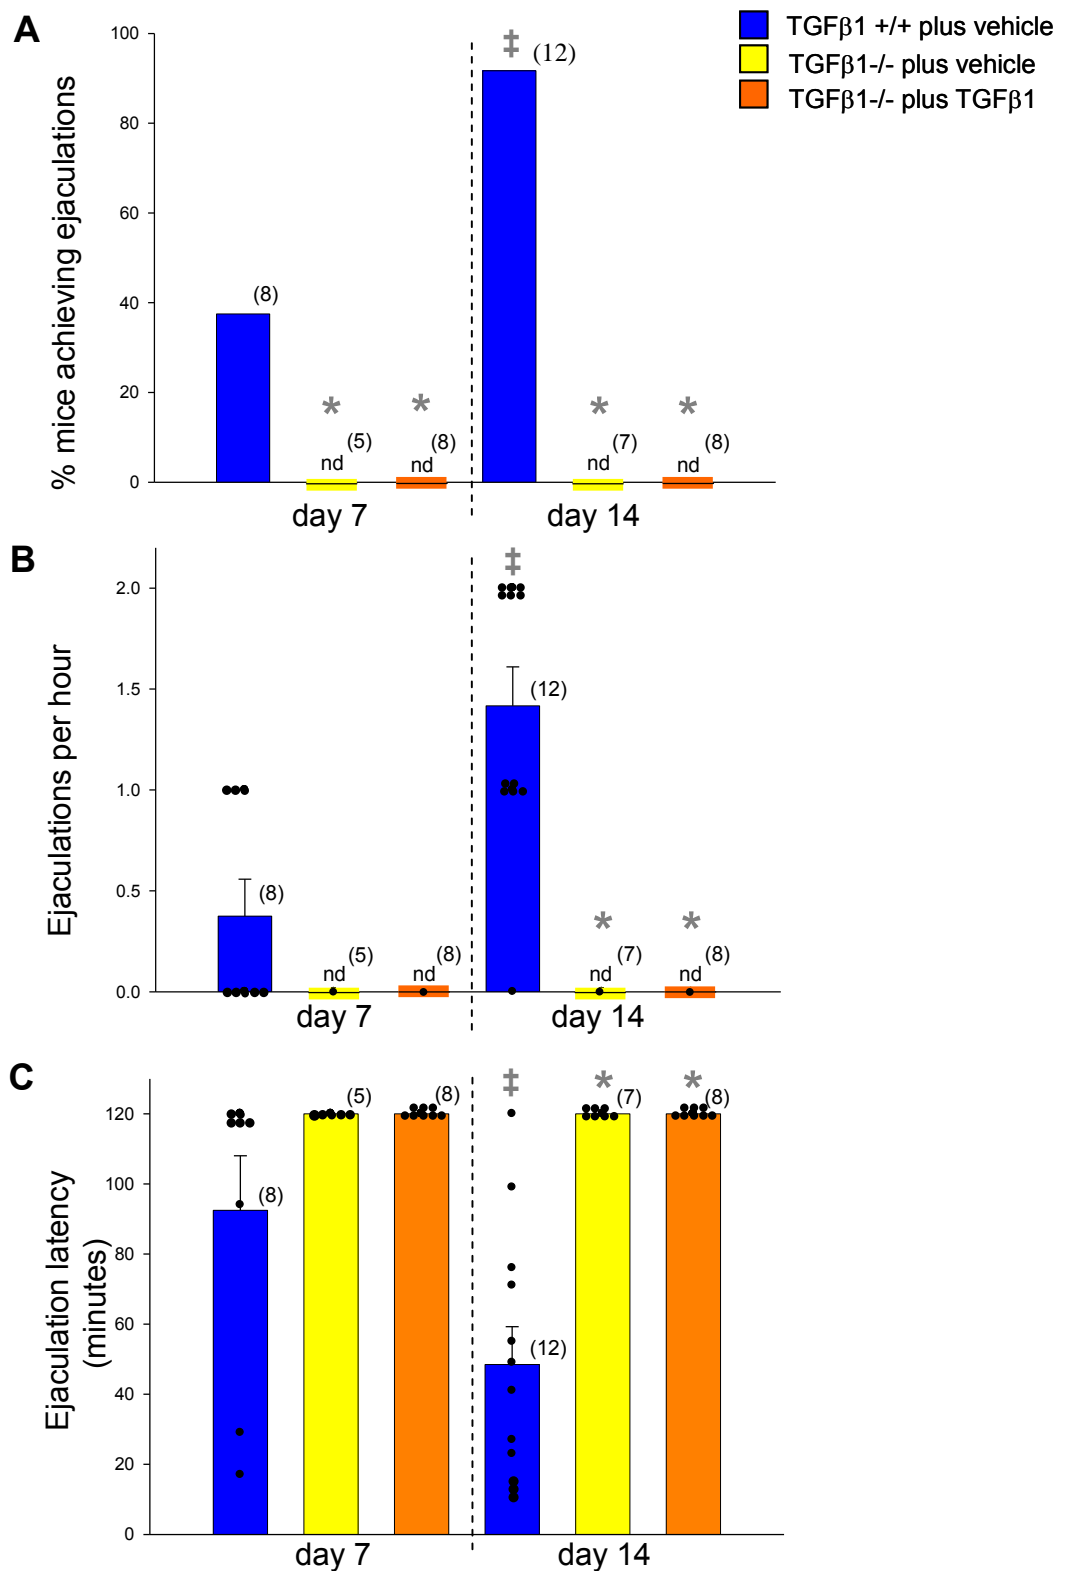 A
TGFβ1 +/+ plus vehicle
TGFβ1-/- plus vehicle
TGFβ1-/- plus TGFβ1
% mice achieving ejaculations
100
80
60
40
20
0
(8)
*
(5)
nd
*
(8)
nd
‡
(12)
*
(7)
nd
*
(8)
nd
day 7
day 14
B
Ejaculations per hour
2.0
1.5
1.0
0.5
0.0
(8)
(5)
nd
(8)
nd
‡
(12)
*
(7)
nd
*
(8)
nd
day 7
day 14
C
Ejaculation latency
(minutes)
120
100
80
60
40
20
0
(8)
(5)
(8)
‡
(12)
*
(7)
*
(8)
day 7
day 14